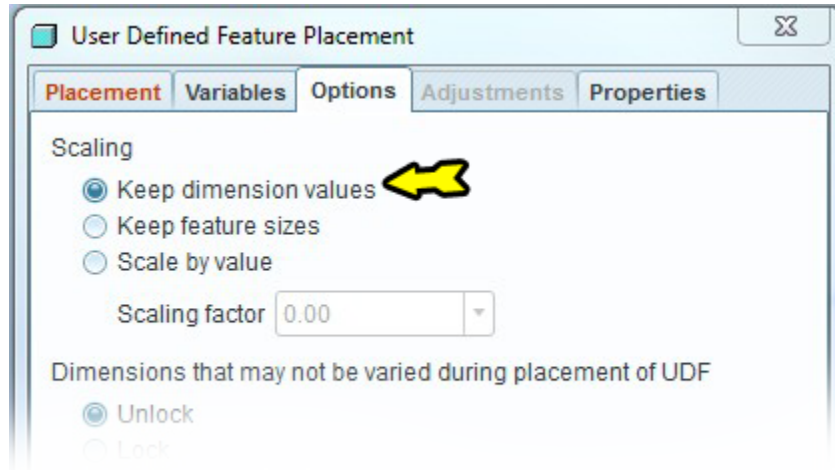 User Defined Feature Placement
Placement Variables Options Adjustments Properties
Scaling
Keep dimension values
Keep feature sizes
Scale by value
Scaling factor 0.00
Dimensions that may not be varied during placement of UDF
Unlock
Lock